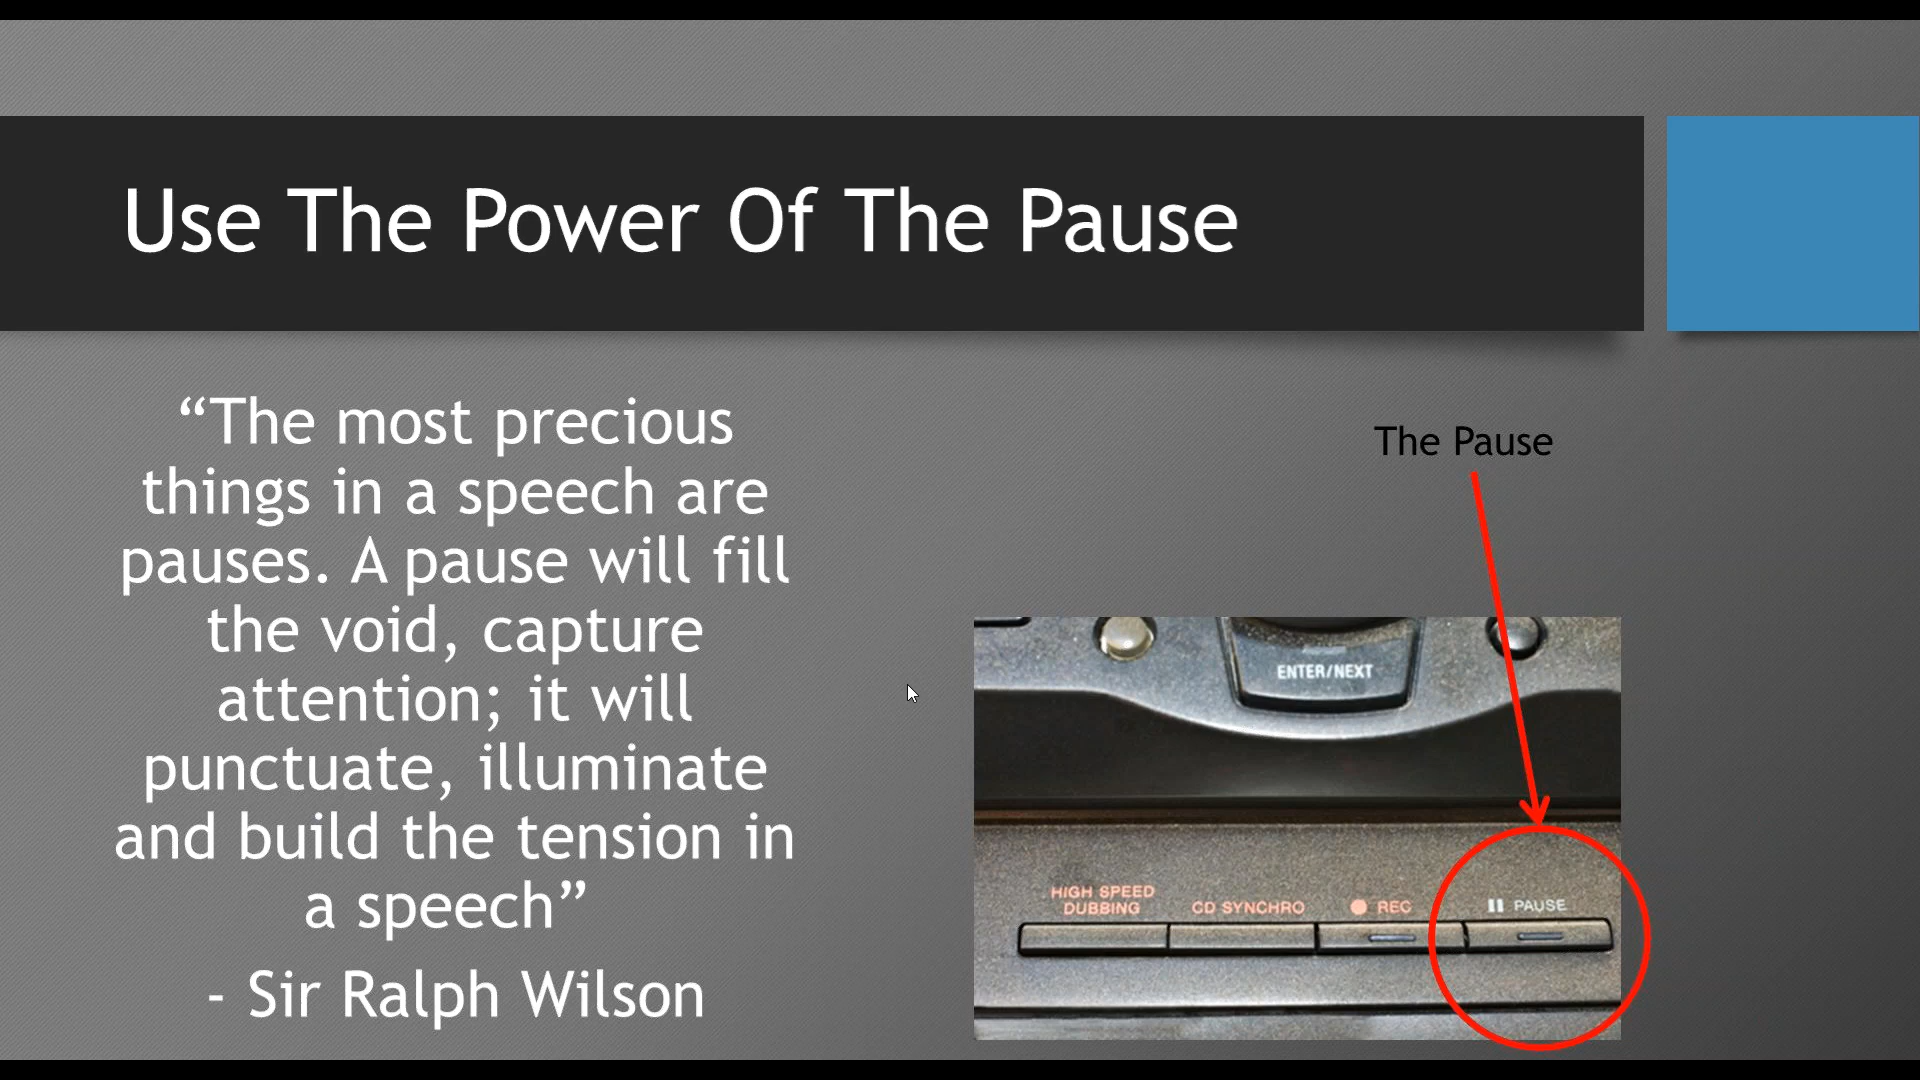 Use The Power Of The Pause
“The most precious
things in a speech are
pauses. A pause will fill
the void, capture
attention; it will
punctuate, illuminate
and build the tension in
a speech”
- Sir Ralph Wilson
The Pause
ENTER/NEXT
HIGH SPEED
DUBBING
CD SYNCHRO
REC
PAUSE